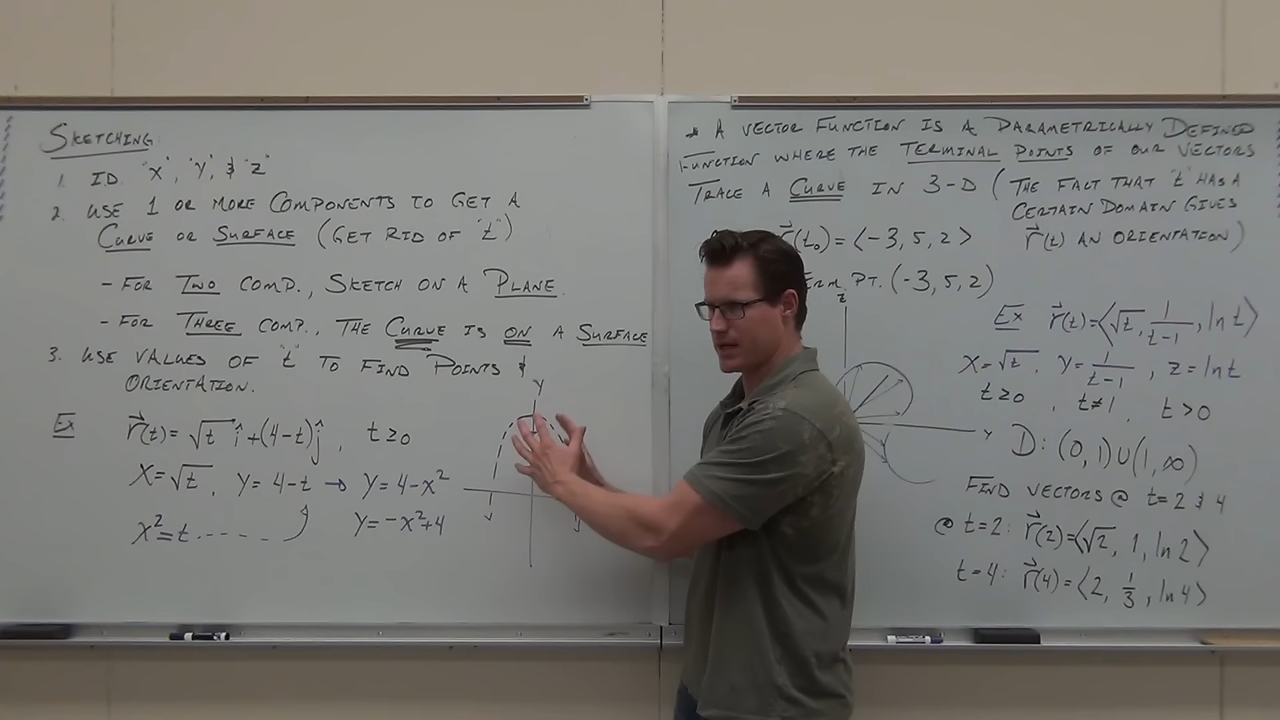 SKETCHING
1. ID "X", "Y", & "Z"
2. USE 1 OR MORE COMPONENTS TO GET A
CURVE OR SURFACE (GET RID OF "t")
- FOR TWO COMP., SKETCH ON A PLANE.
- FOR THREE COMP., THE CURVE IS ON A SURFACE
3. USE VALUES OF "t" TO FIND POINTS &
ORIENTATION.
Ex r⃗(t) = √t î + (4-t)ĵ, t ≥ 0
X = √t, Y = 4-t → Y = 4-X²
X² = t ----- Y = -X²+4
Y
* A VECTOR FUNCTION IS A PARAMETRICALLY DEFINED
FUNCTION WHERE THE TERMINAL POINTS OF OUR VECTORS
TRACE A CURVE IN 3-D (THE FACT THAT "t" HAS A
CERTAIN DOMAIN GIVES
r⃗(t) AN ORIENTATION)
r⃗(t₀) = <-3, 5, 2>
PT. (-3, 5, 2)
Z
Y
Ex r⃗(t) = <√t, 1/(t-1), ln t>
X = √t, Y = 1/(t-1), Z = ln t
t ≥ 0, t ≠ 1, t > 0
D: (0, 1) ∪ (1, ∞)
FIND VECTORS @ t = 2 & 4
@ t = 2: r⃗(2) = <√2, 1, ln 2>
t = 4: r⃗(4) = <2, 1/3, ln 4>